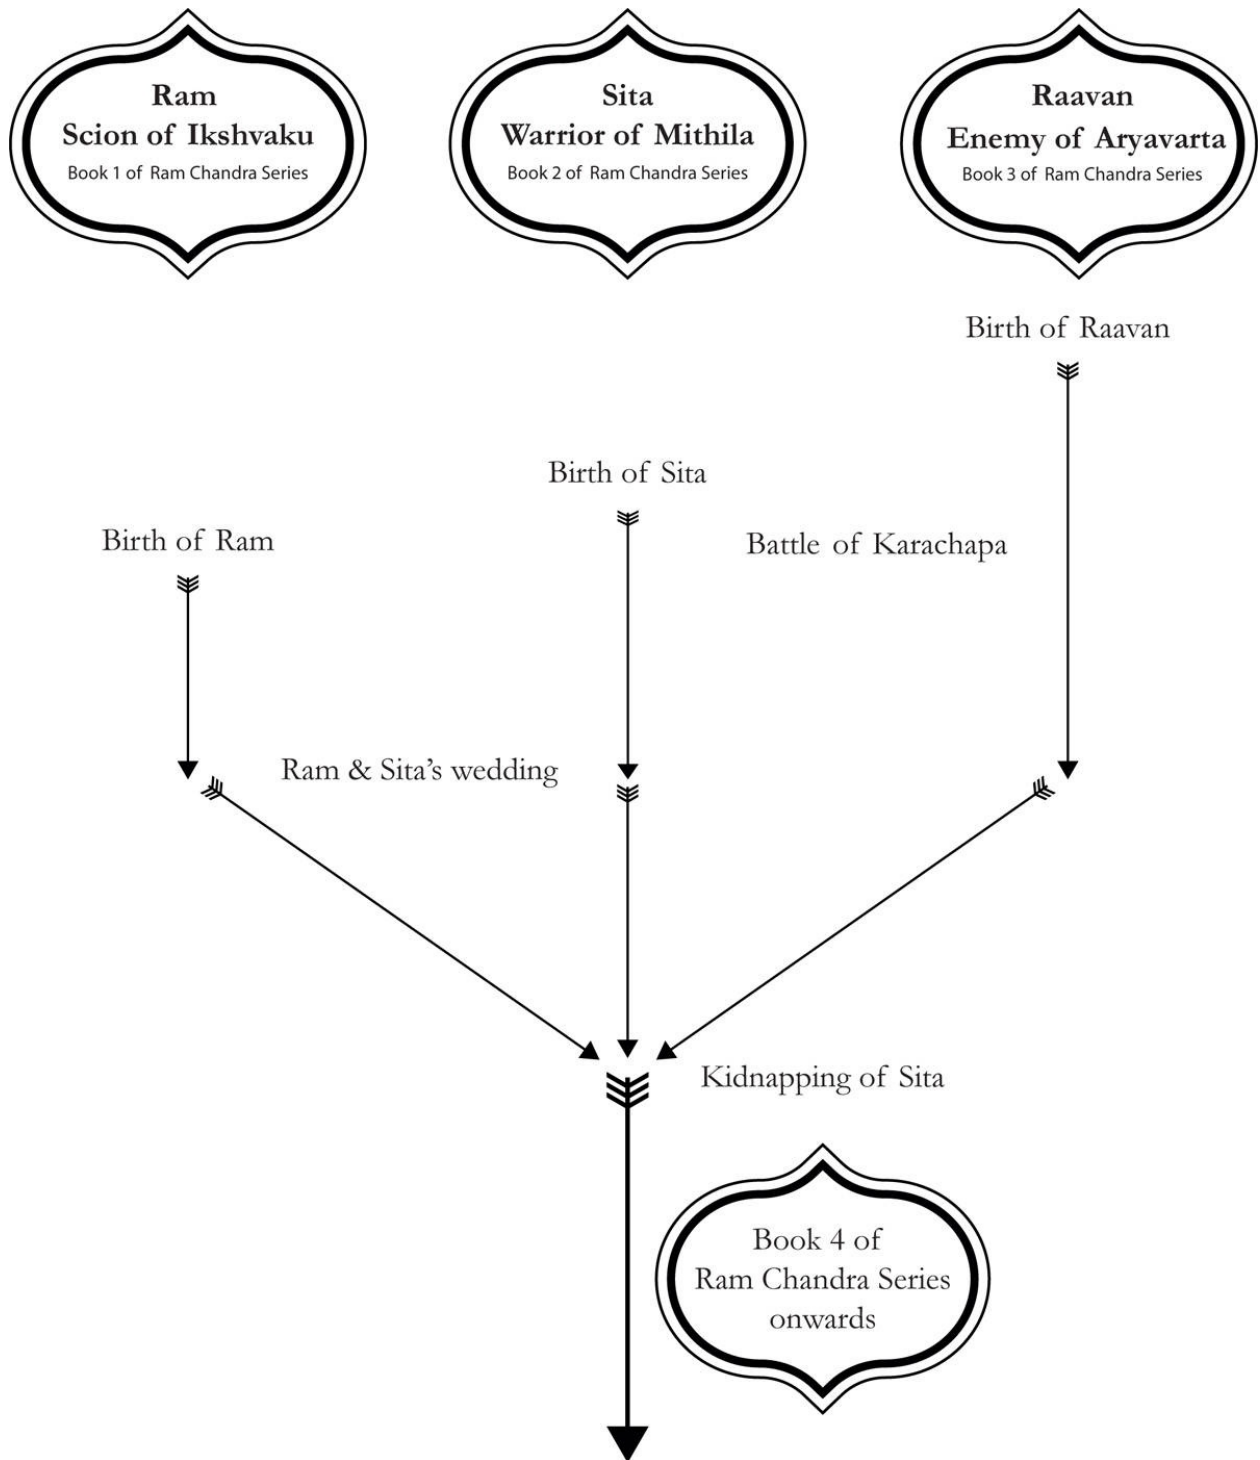 Ram
Scion of Ikshvaku
Book 1 of Ram Chandra Series
Sita
Warrior of Mithila
Book 2 of Ram Chandra Series
Raavan
Enemy of Aryavarta
Book 3 of Ram Chandra Series
Birth of Raavan
Birth of Sita
Birth of Ram
Battle of Karachapa
Ram & Sita’s wedding
Kidnapping of Sita
Book 4 of
Ram Chandra Series
onwards